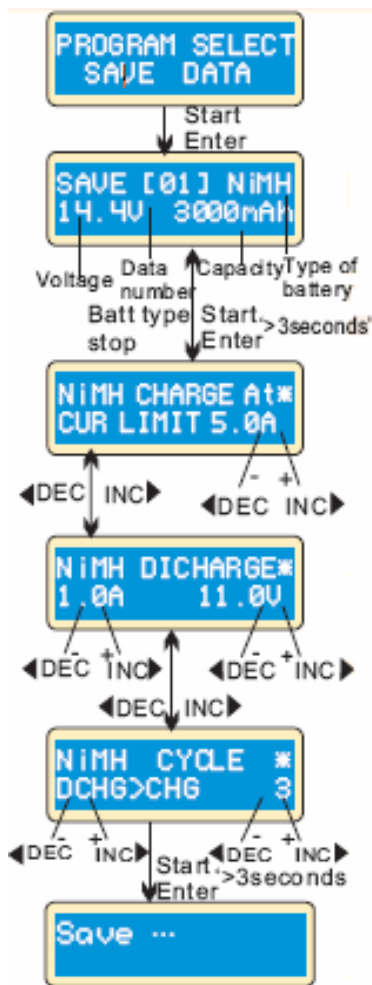 PROGRAM SELECT
SAVE DATA
Start
Enter
SAVE [01] NiMH
14.4V 3000mAh
Voltage Data number Capacity Type of battery
Batt type stop
Start. Enter >3seconds'
NiMH CHARGE At*
CUR LIMIT 5.0A
◀DEC INC▶
- +
◀DEC INC▶
NiMH DICHARGE*
1.0A 11.0V
- +
◀DEC INC▶
- +
◀DEC INC▶
◀DEC INC▶
NiMH CYCLE *
DCHG>CHG 3
- +
◀DEC INC▶
- +
◀DEC INC▶
Start. Enter >3seconds
Save ...